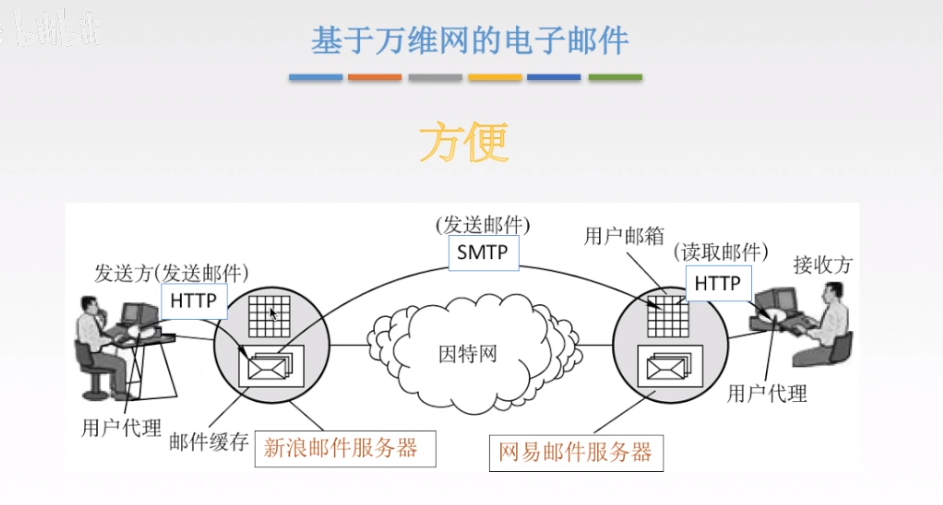 bilibili
基于万维网的电子邮件
方便
(发送邮件)
SMTP
用户邮箱
(读取邮件)
HTTP
接收方
发送方(发送邮件)
HTTP
因特网
用户代理
邮件缓存
新浪邮件服务器
网易邮件服务器
用户代理